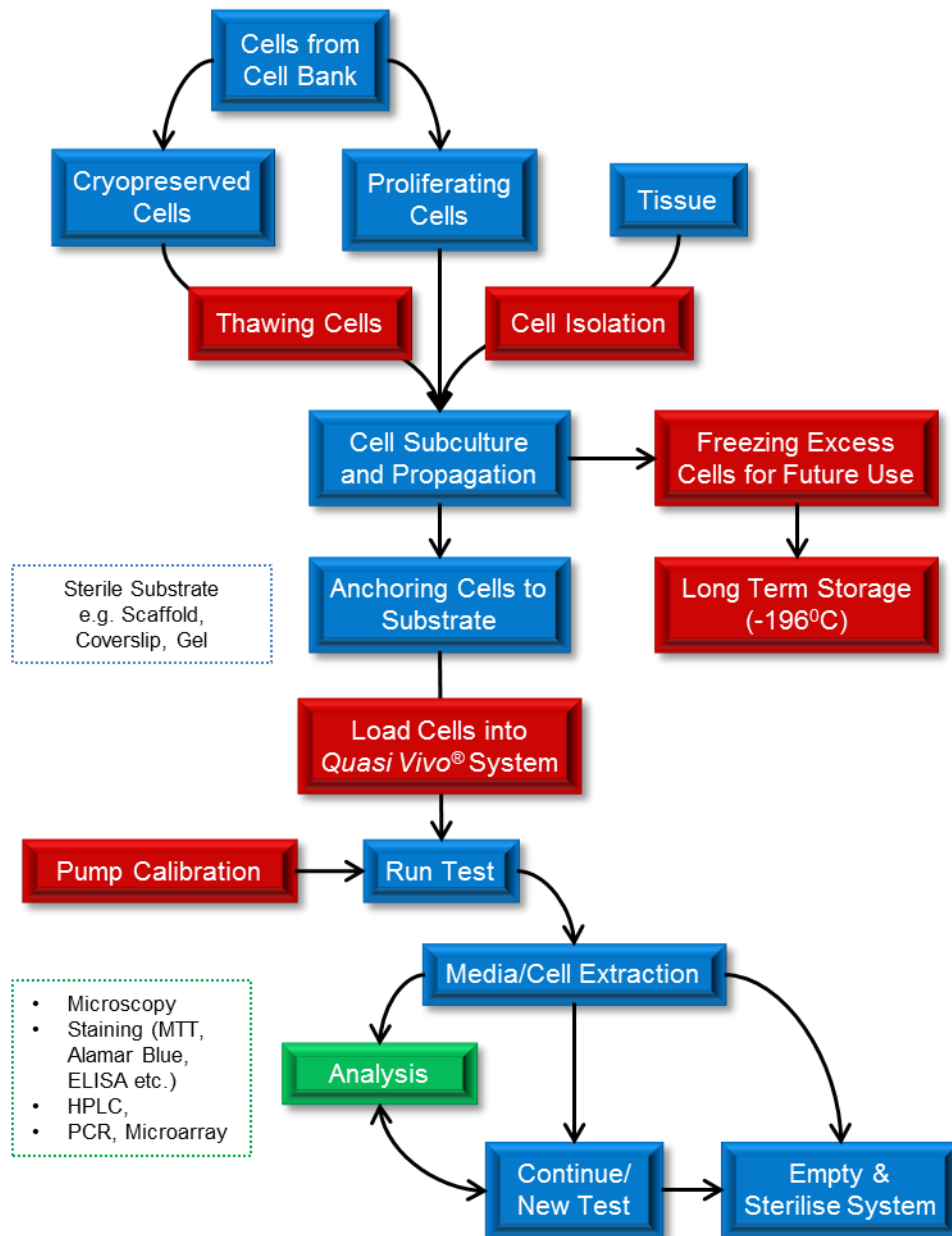 Cells from
Cell Bank
Cryopreserved
Cells
Proliferating
Cells
Tissue
Thawing Cells
Cell Isolation
Cell Subculture
and Propagation
Freezing Excess
Cells for Future Use
Sterile Substrate
e.g. Scaffold,
Coverslip, Gel
Anchoring Cells to
Substrate
Long Term Storage
(-196⁰C)
Load Cells into
Quasi Vivo® System
Pump Calibration
Run Test
Media/Cell Extraction
• Microscopy
• Staining (MTT,
Alamar Blue,
ELISA etc.)
• HPLC,
• PCR, Microarray
Analysis
Continue/
New Test
Empty &
Sterilise System